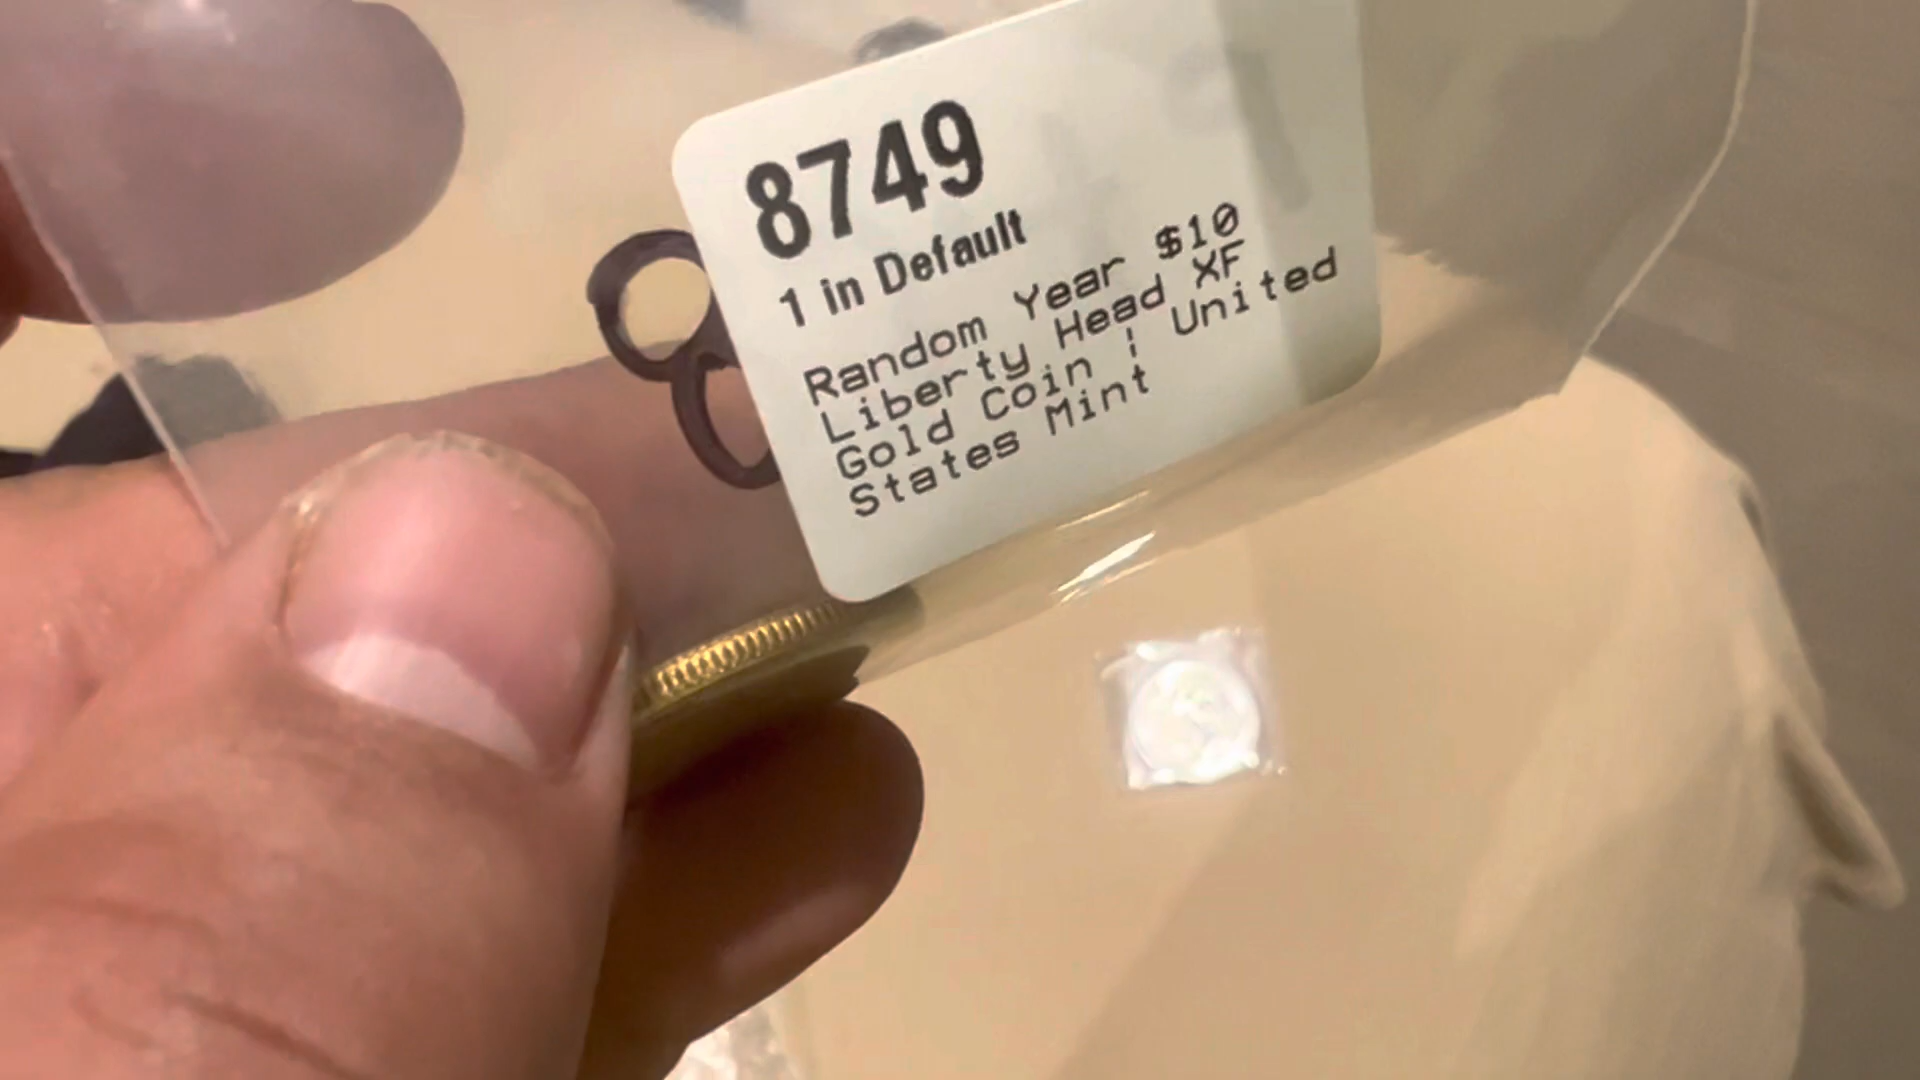 8749
1 in Default
Random Year $10
Liberty Head XF
Gold Coin | United
States Mint